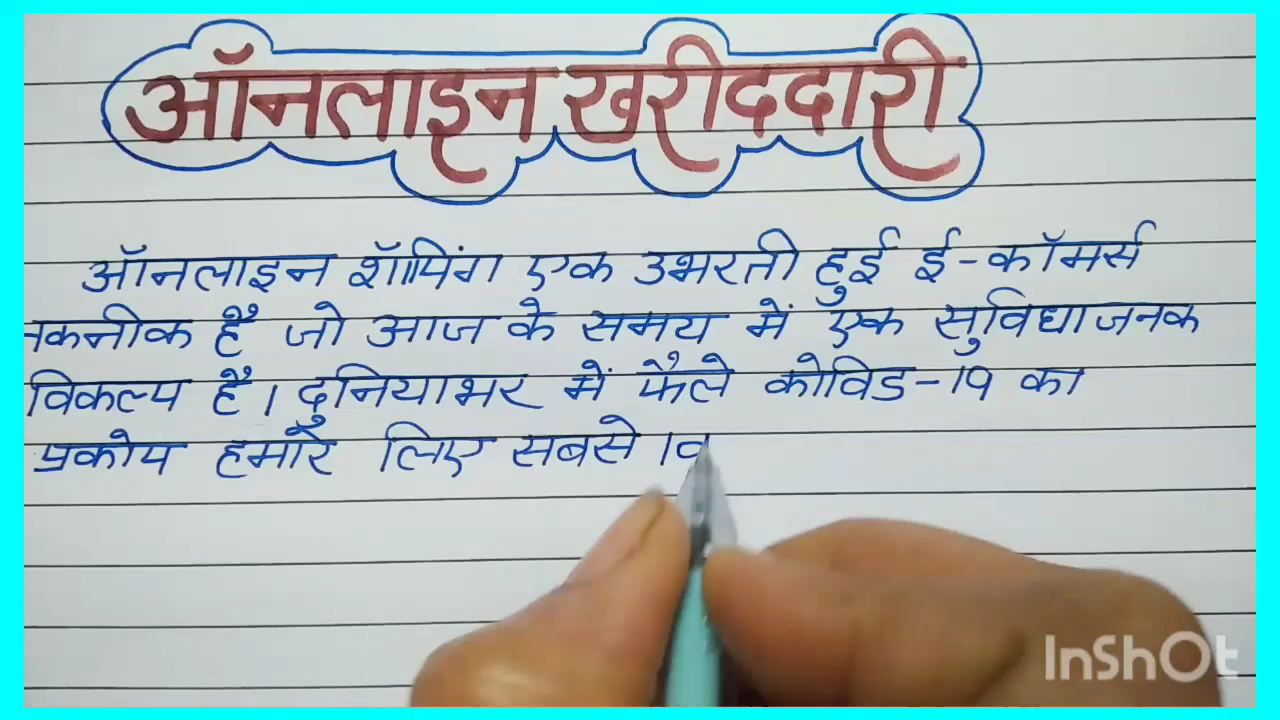 ऑनलाइन खरीददारी
ऑनलाइन शॉपिंग एक उभरती हुई ई-कॉमर्स
तकनीक है जो आज के समय में एक सुविधाजनक
विकल्प है। दुनियाभर में फैले कोविड-19 का
प्रकोप हमारे लिए सबसे
InShOt